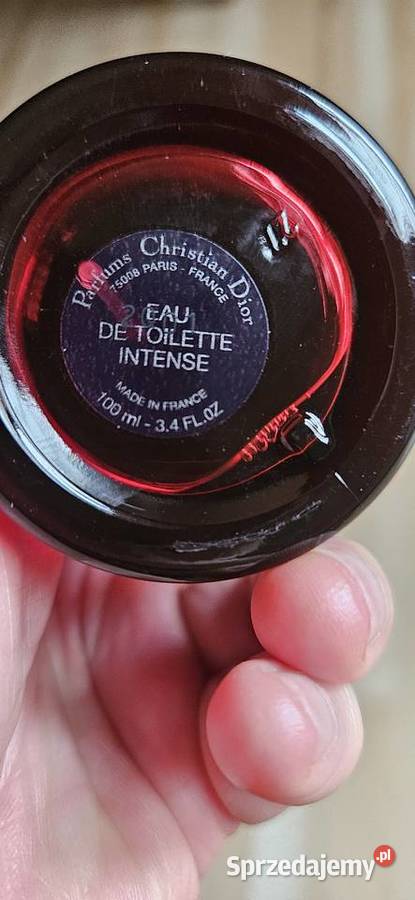 Parfums Christian Dior
75008 PARIS - FRANCE
EAU
DE TOiLETTE
INTENSE
MADE IN FRANCE
100 ml - 3.4 FL.OZ
Sprzedajemy.pl